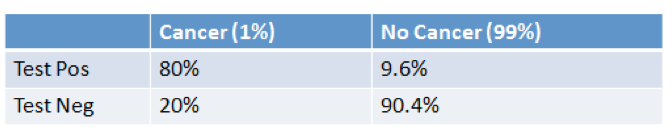 Cancer (1%) No Cancer (99%)
Test Pos 80% 9.6%
Test Neg 20% 90.4%